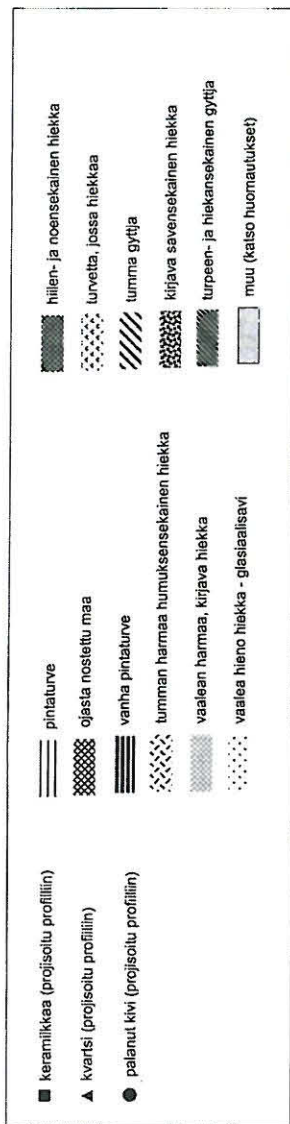 keramiikkaa (projisoitu profiiliin)
kvartsi (projisoitu profiiliin)
palanut kivi (projisoitu profiiliin)
pintaturve
ojasta nostettu maa
vanha pintaturve
tumman harmaa humuksensekainen hiekka
vaalean harmaa, kirjava hiekka
vaalea hieno hiekka - glasiaalisavi
hiilen- ja noensekainen hiekka
turvetta, jossa hiekkaa
tumma gyttja
kirjava savensekainen hiekka
turpeen- ja hiekansekainen gyttja
muu (katso huomautukset)